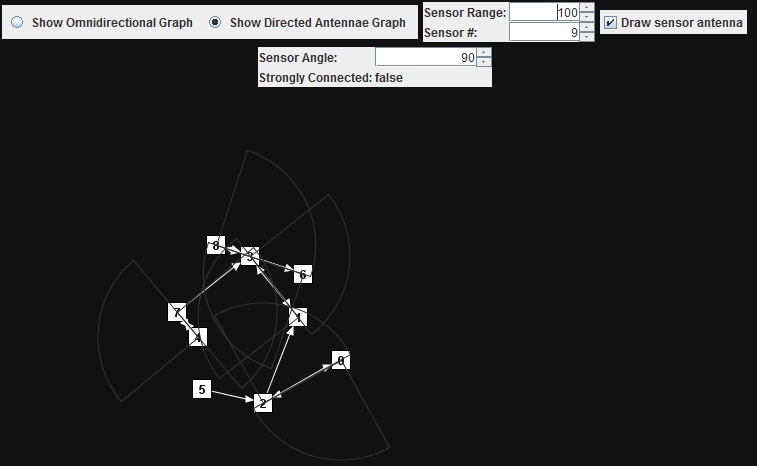 Show Omnidirectional Graph
Show Directed Antennae Graph
Sensor Range: 100
Sensor #: 9
Draw sensor antenna
Sensor Angle: 90
Strongly Connected: false
8
3
6
7
1
4
0
5
2